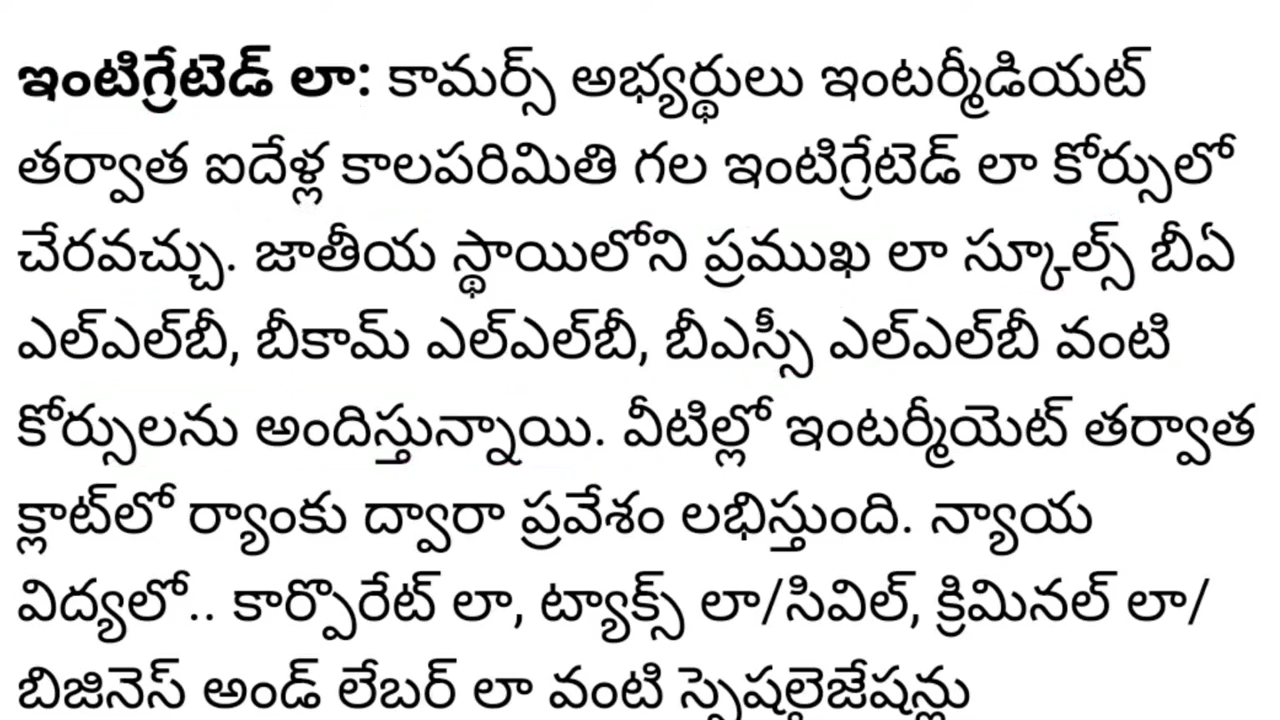 ఇంటిగ్రేటెడ్ లా: కామర్స్ అభ్యర్థులు ఇంటర్మీడియట్
తర్వాత ఐదేళ్ల కాలపరిమితి గల ఇంటిగ్రేటెడ్ లా కోర్సులో
చేరవచ్చు. జాతీయ స్థాయిలోని ప్రముఖ లా స్కూల్స్ బీఏ
ఎల్ఎల్‌బీ, బీకామ్ ఎల్ఎల్‌బీ, బీఎస్సీ ఎల్ఎల్‌బీ వంటి
కోర్సులను అందిస్తున్నాయి. వీటిల్లో ఇంటర్మీయెట్ తర్వాత
క్లాట్‌లో ర్యాంకు ద్వారా ప్రవేశం లభిస్తుంది. న్యాయ
విద్యలో.. కార్పొరేట్ లా, ట్యాక్స్ లా/సివిల్, క్రిమినల్ లా/
బిజినెస్ అండ్ లేబర్ లా వంటి స్పెషలైజేషన్లు